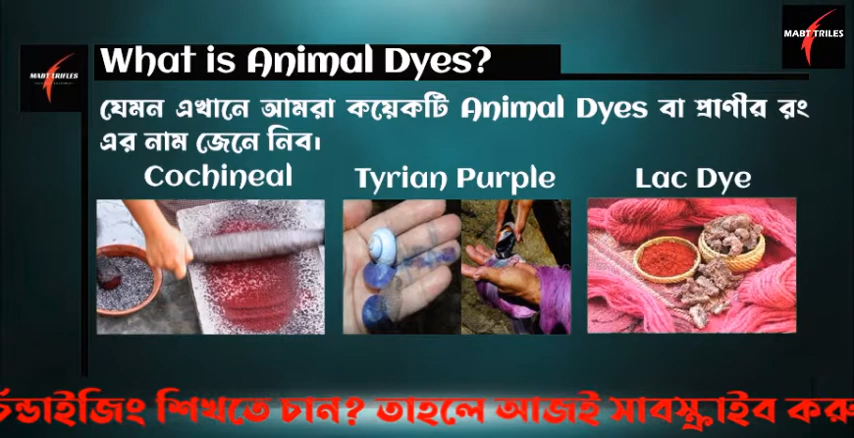 MABT TRILES
MABT TRIFLES
What is Animal Dyes?
যেমন এখানে আমরা কয়েকটি Animal Dyes বা প্রাণীর রং
এর নাম জেনে নিব।
Cochineal
Tyrian Purple
Lac Dye
শিখতে চান? তাহলে আজই সাবস্ক্রাইব